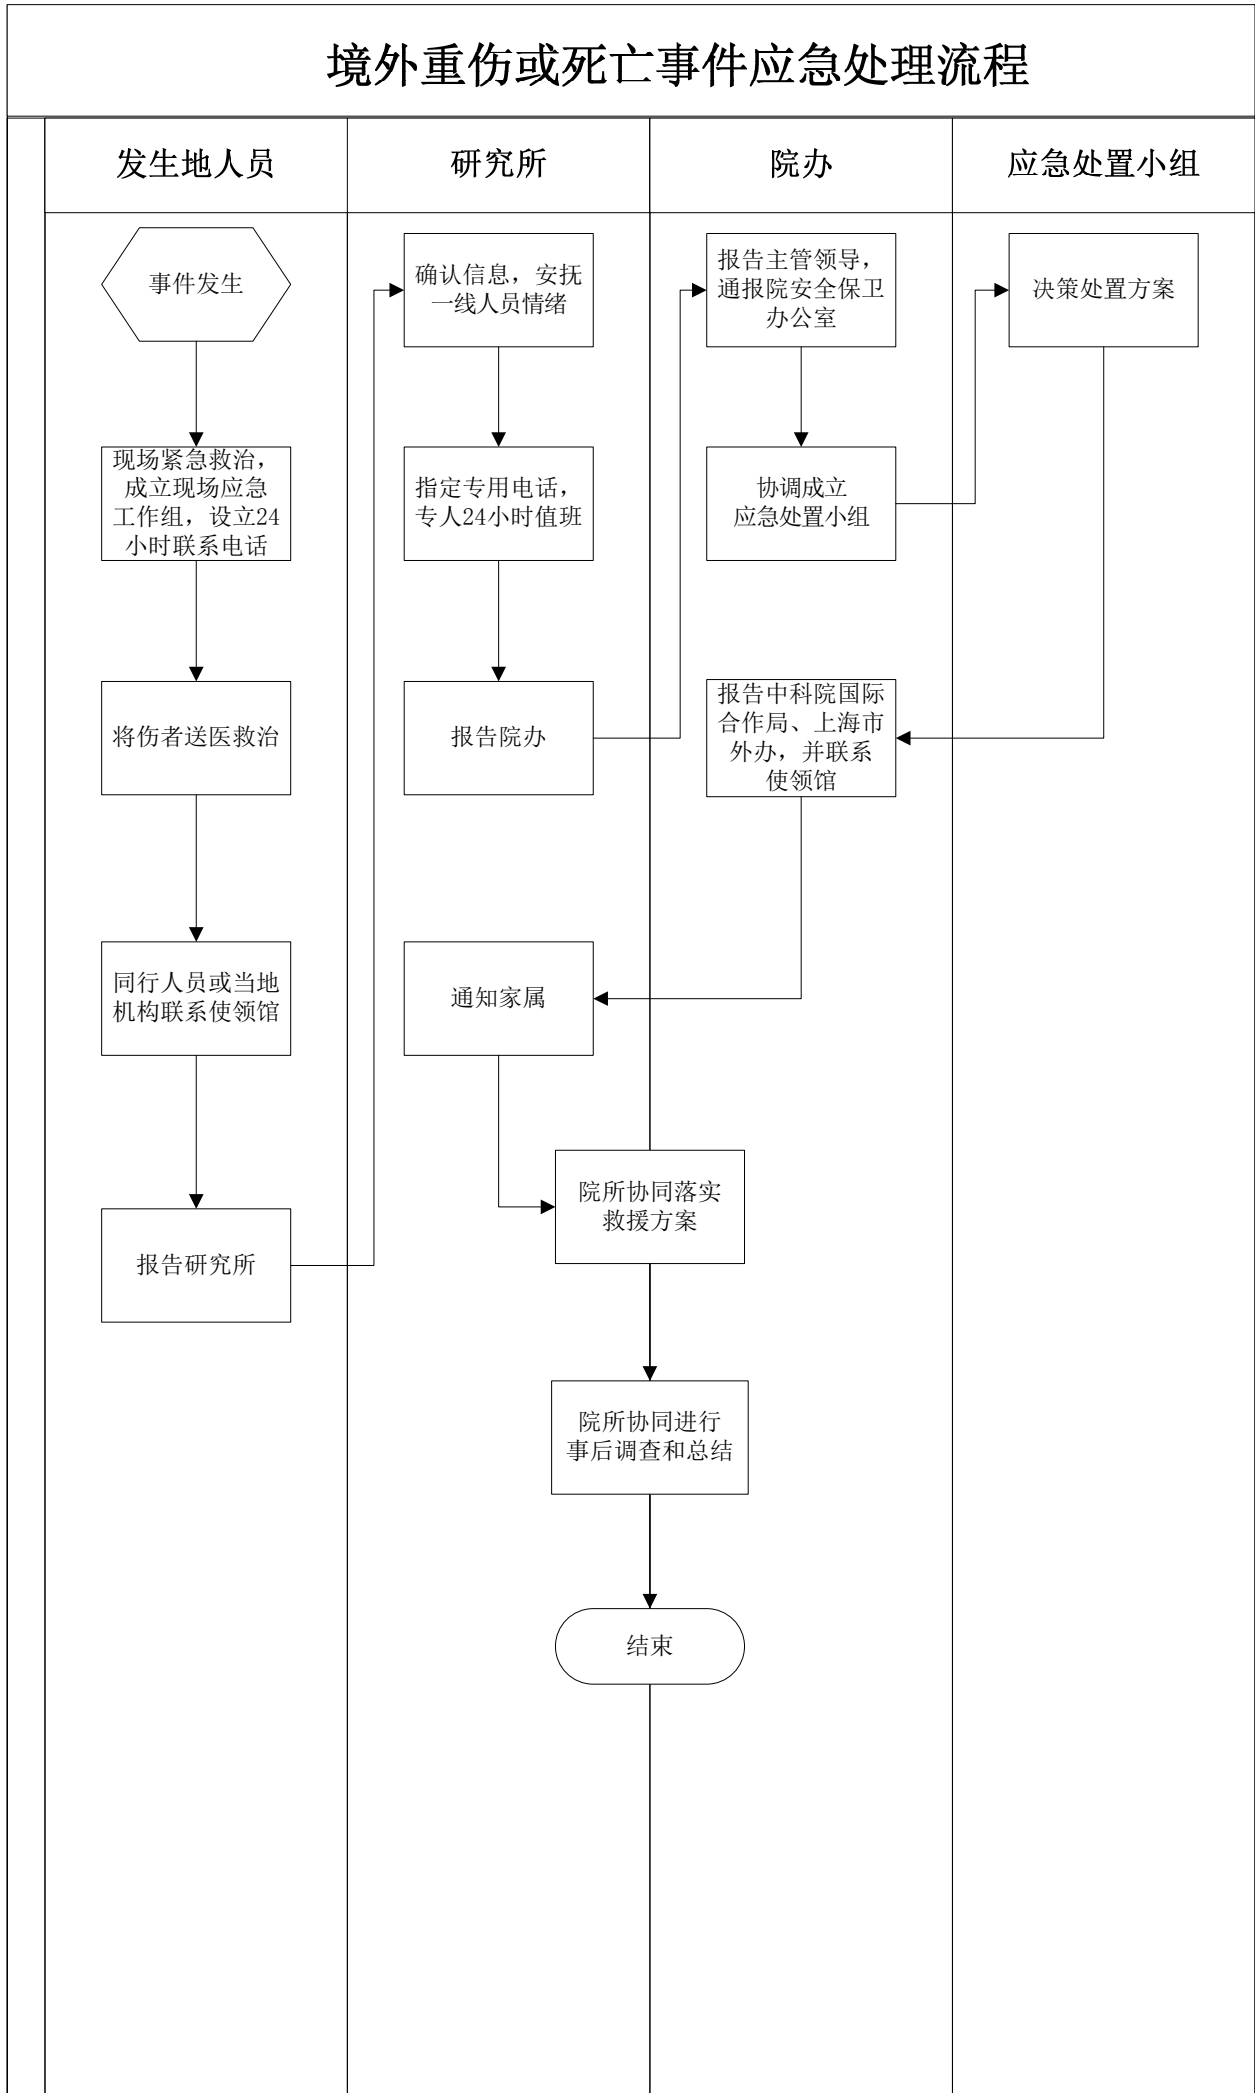 境外重伤或死亡事件应急处理流程
发生地人员
研究所
院办
应急处置小组
事件发生
现场紧急救治，
成立现场应急
工作组，设立24
小时联系电话
将伤者送医救治
同行人员或当地
机构联系使领馆
报告研究所
确认信息，安抚
一线人员情绪
指定专用电话，
专人24小时值班
报告院办
报告主管领导，
通报院安全保卫
办公室
协调成立
应急处置小组
决策处置方案
报告中科院国际
合作局、上海市
外办，并联系
使领馆
通知家属
院所协同落实
救援方案
院所协同进行
事后调查和总结
结束